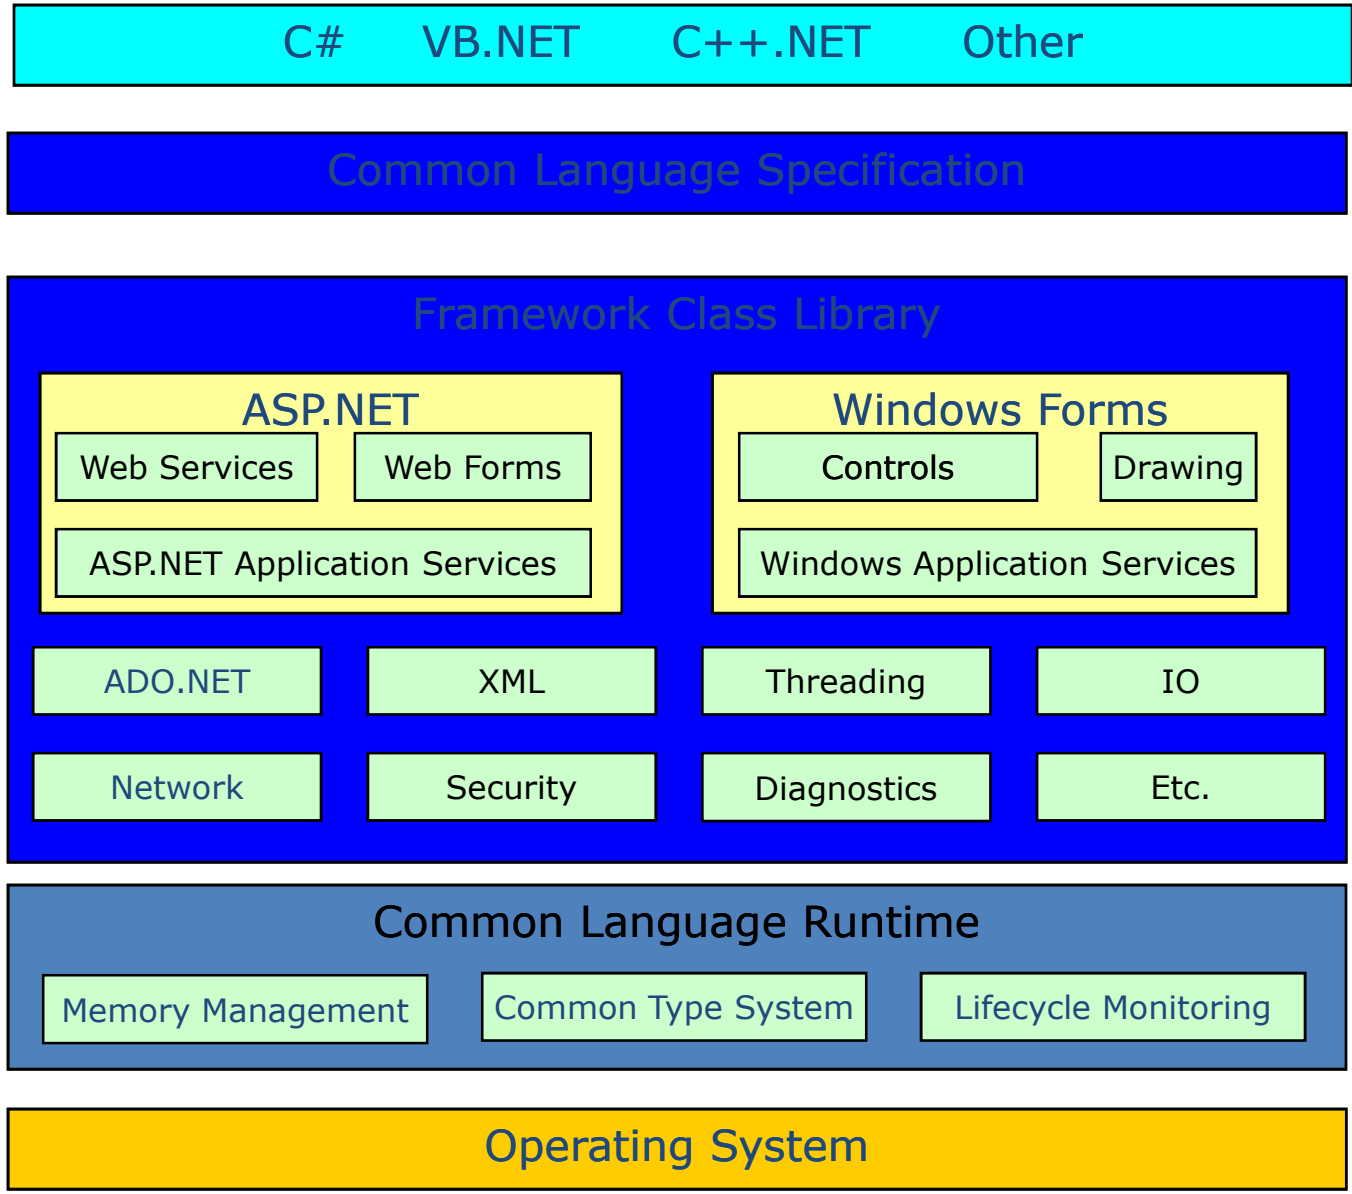 C# VB.NET C++.NET Other
Common Language Specification
Framework Class Library
ASP.NET
Web Services Web Forms
ASP.NET Application Services
Windows Forms
Controls Drawing
Windows Application Services
ADO.NET XML Threading IO
Network Security Diagnostics Etc.
Common Language Runtime
Memory Management Common Type System Lifecycle Monitoring
Operating System